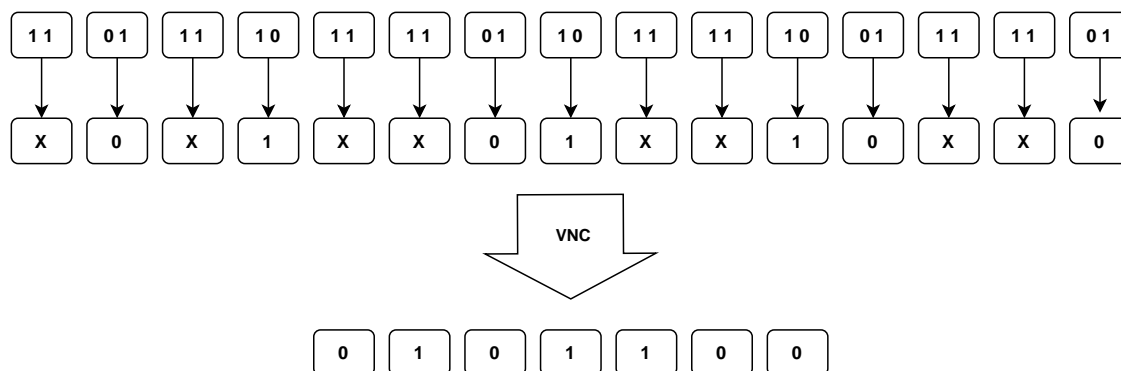 1 1 0 1 1 1 1 0 1 1 1 1 0 1 1 0 1 1 1 1 1 0 0 1 1 1 1 1 0 1
X 0 X 1 X X 0 1 X X 1 0 X X 0
VNC
0 1 0 1 1 0 0